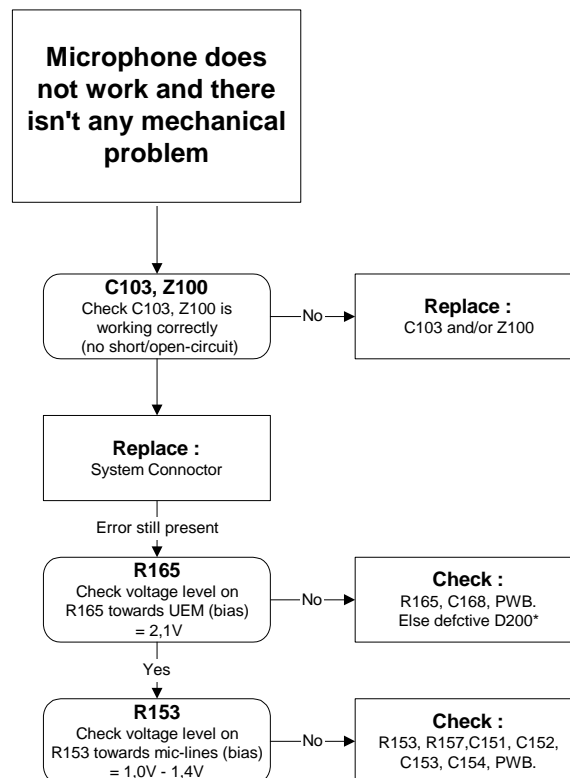 Microphone does
not work and there
isn't any mechanical
problem
C103, Z100
Check C103, Z100 is
working correctly
(no short/open-circuit)
No
Replace :
C103 and/or Z100
Replace :
System Connoctor
Error still present
R165
Check voltage level on
R165 towards UEM (bias)
= 2,1V
No
Check :
R165, C168, PWB.
Else defctive D200*
Yes
R153
Check voltage level on
R153 towards mic-lines (bias)
= 1,0V - 1,4V
No
Check :
R153, R157,C151, C152,
C153, C154, PWB.